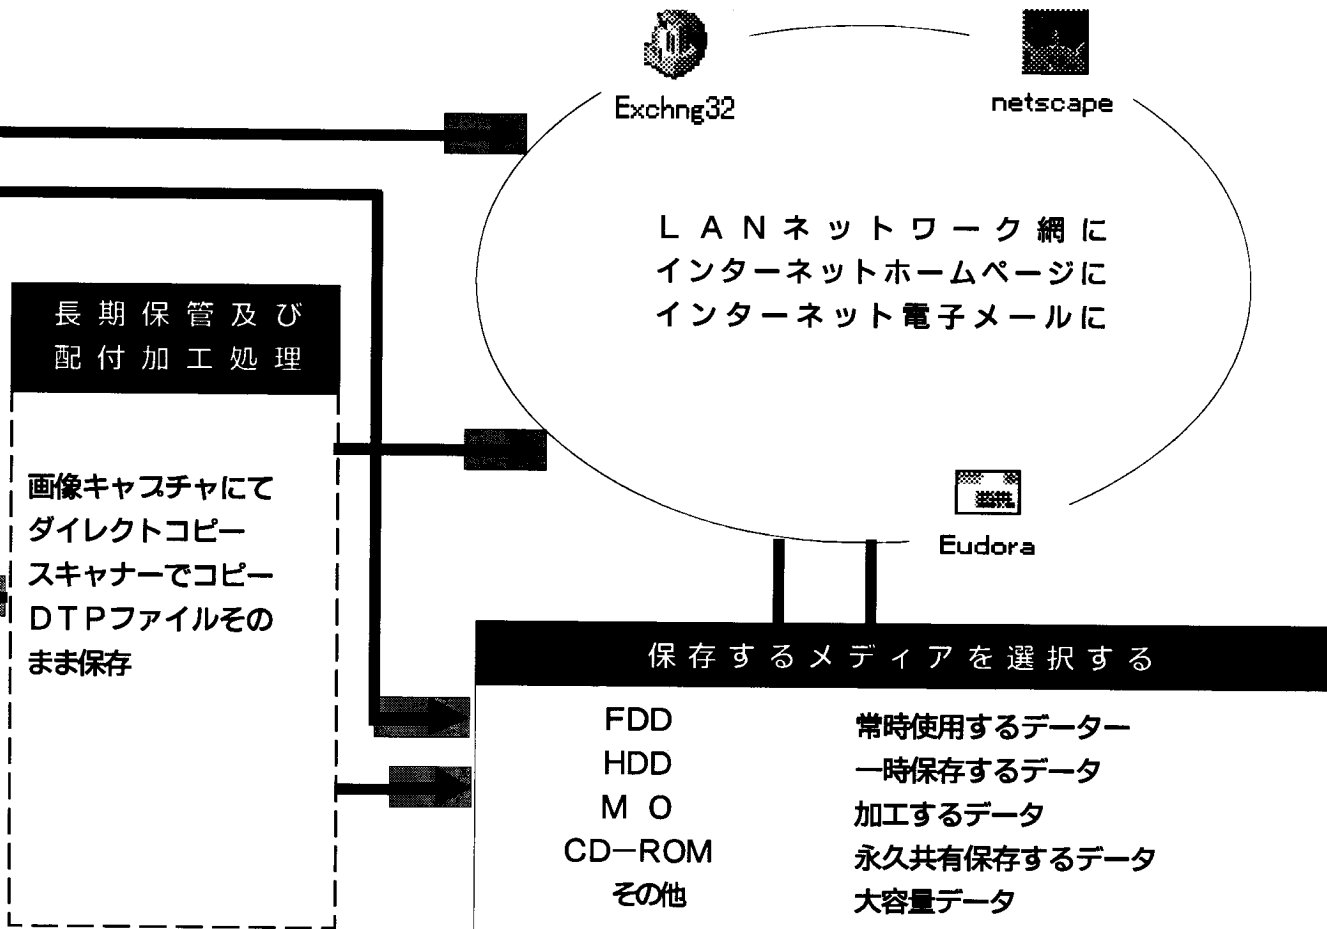 Exchng32
netscape
ＬＡＮネットワーク網に
インターネットホームページに
インターネット電子メールに
Eudora
長期保管及び
配付加工処理
画像キャプチャにて
ダイレクトコピー
スキャナーでコピー
ＤＴＰファイルその
まま保存
保存するメディアを選択する
FDD 常時使用するデーター
HDD 一時保存するデータ
M O 加工するデータ
CD－ROM 永久共有保存するデータ
その他 大容量データ